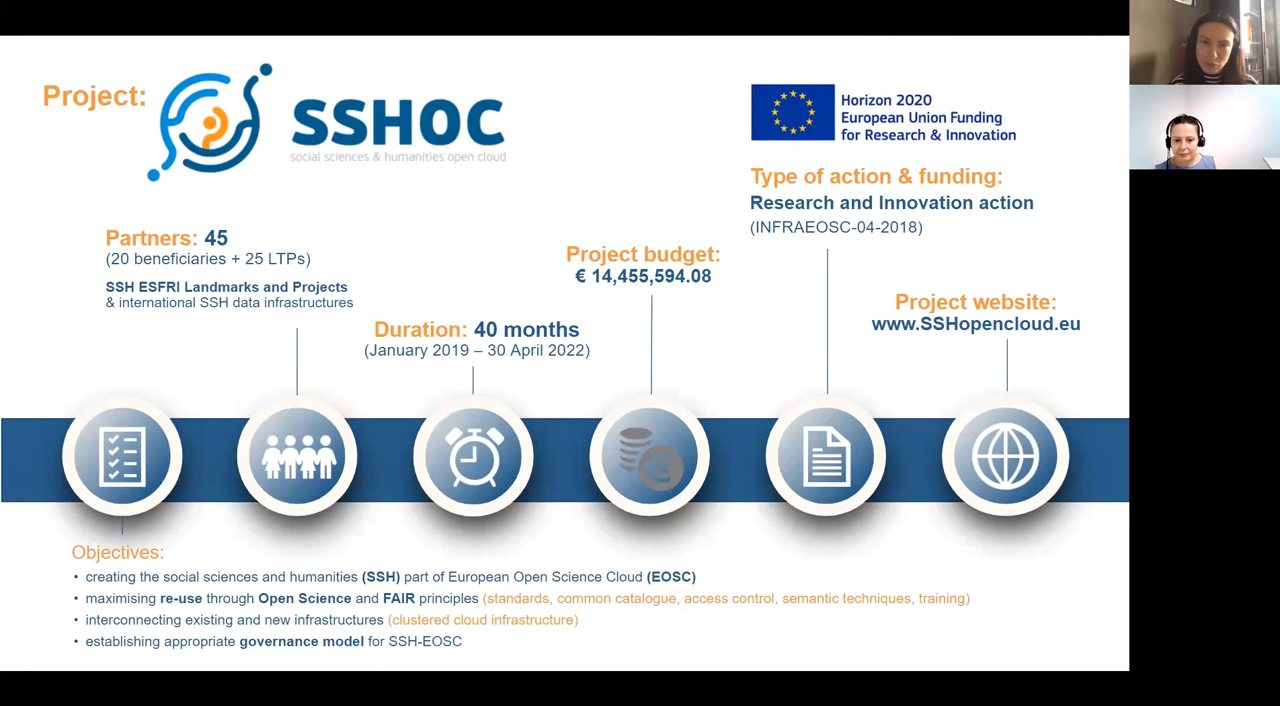 Project:
SSHOC
social sciences & humanities open cloud
Horizon 2020
European Union Funding
for Research & Innovation
Type of action & funding:
Research and Innovation action
(INFRAEOSC-04-2018)
Partners: 45
(20 beneficiaries + 25 LTPs)
SSH ESFRI Landmarks and Projects
& international SSH data infrastructures
Duration: 40 months
(January 2019 – 30 April 2022)
Project budget:
€ 14,455,594.08
Project website:
www.SSHopencloud.eu
Objectives:
• creating the social sciences and humanities (SSH) part of European Open Science Cloud (EOSC)
• maximising re-use through Open Science and FAIR principles (standards, common catalogue, access control, semantic techniques, training)
• interconnecting existing and new infrastructures (clustered cloud infrastructure)
• establishing appropriate governance model for SSH-EOSC